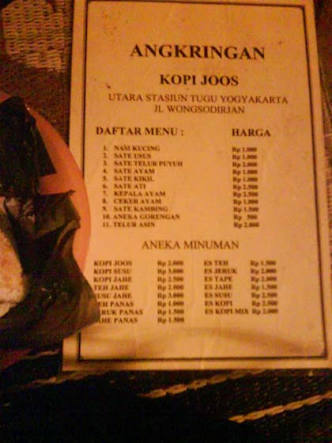 ANGKRINGAN
KOPI JOOS
UTARA STASIUN TUGU YOGYAKARTA
JL WONGSODIRJAN
DAFTAR MENU : HARGA
1. NASI KUCING Rp 1.000
2. SATE USUS Rp 1.000
3. SATE TELUR PUYUH Rp 2.000
4. SATE AYAM Rp 1.000
5. SATE KIKIL Rp 1.000
6. SATE ATI Rp 2.500
7. KEPALA AYAM Rp 2.500
8. CEKER AYAM Rp 1.000
9. SATE KAMBING Rp 1.500
10. ANEKA GORENGAN Rp 500
11. TELUR ASIN Rp 2.000
ANEKA MINUMAN
KOPI JOOS Rp 2.000 ES TEH Rp 1.500
KOPI SUSU Rp 3.000 ES JERUK Rp 2.000
KOPI JAHE Rp 2.500 ES TAPE Rp 2.000
TEH JAHE Rp 2.000 ES JAHE Rp 1.500
SUSU JAHE Rp 3.000 ES SUSU Rp 2.500
TEH PANAS Rp 1.000 ES KOPI Rp 2.500
JERUK PANAS Rp 1.500 ES KOPI MIX Rp 2.000
JAHE PANAS Rp 1.500